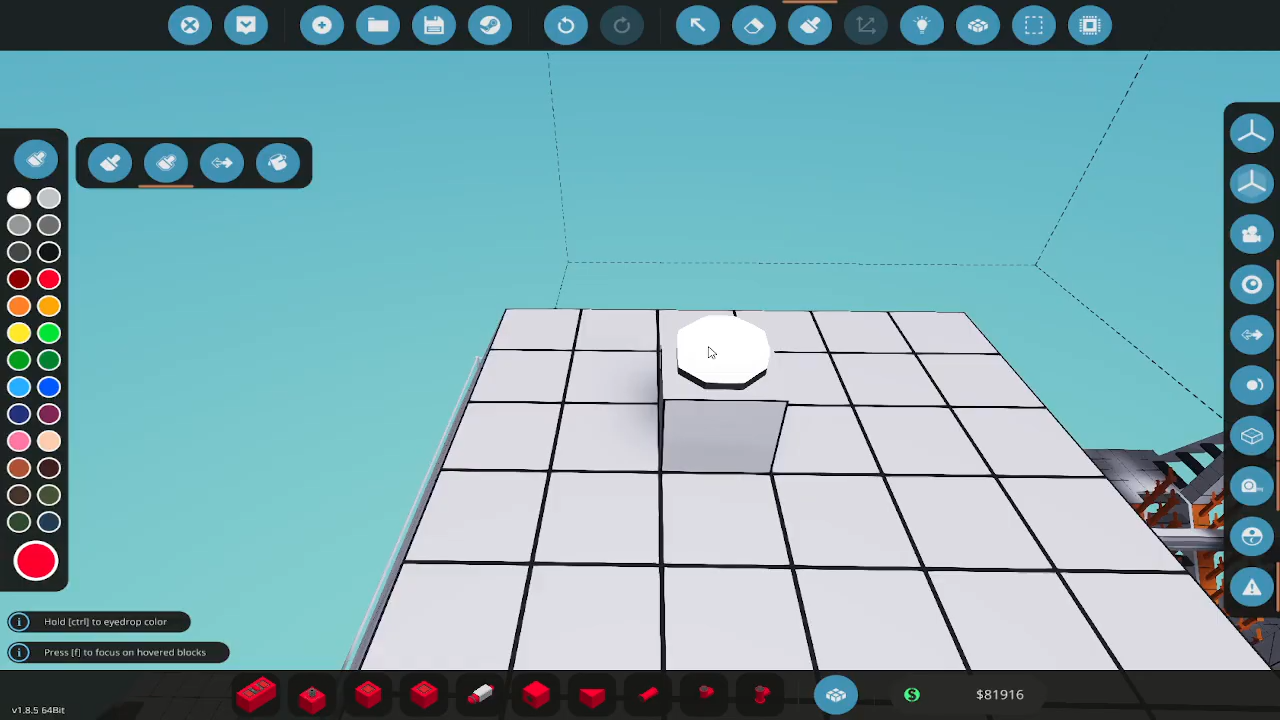 Hold [ctrl] to eyedrop color
Press [f] to focus on hovered blocks
v1.8.5 64Bit
$ $81916